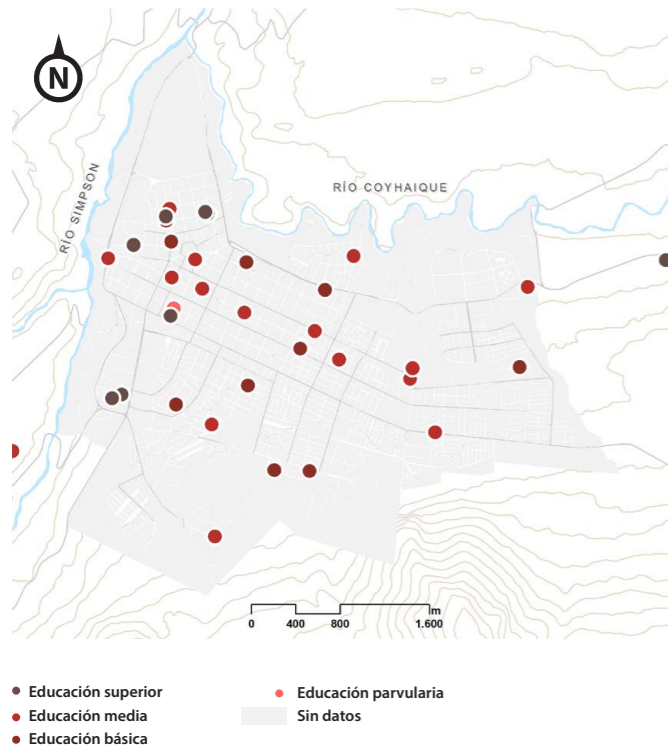 N
RÍO SIMPSON
RÍO COYHAIQUE
m
0 400 800 1.600
Educación superior
Educación media
Educación básica
Educación parvularia
Sin datos